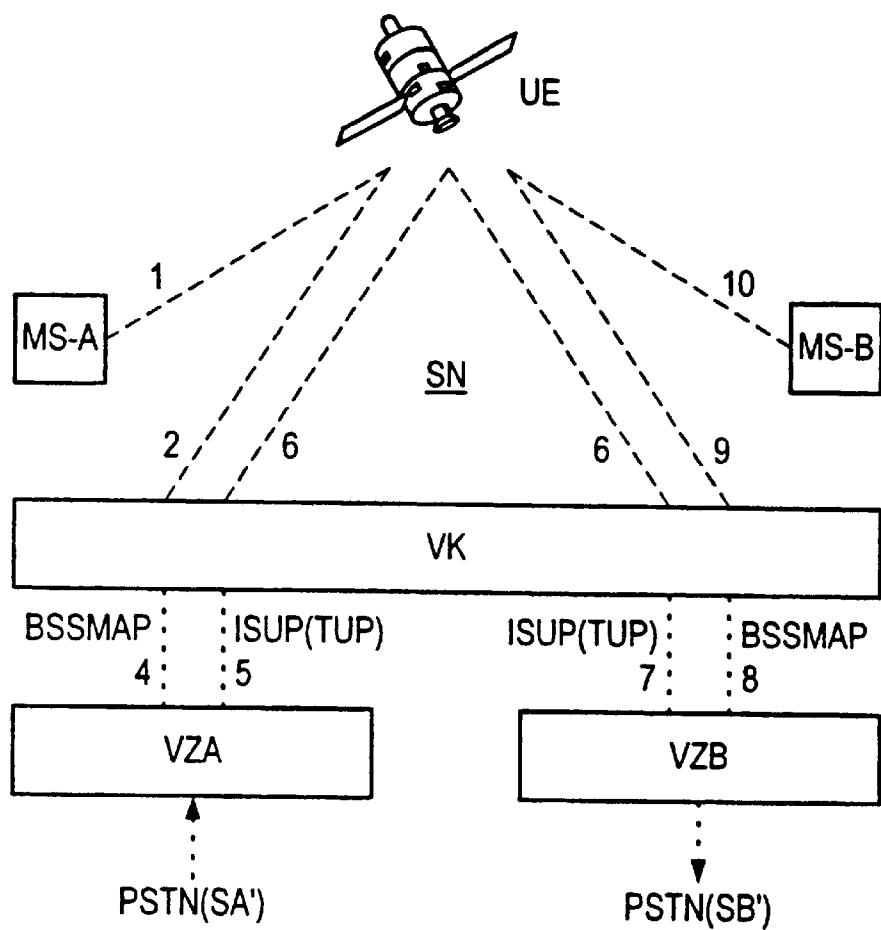 UE
1
10
MS-A
MS-B
SN
2
6
6
9
VK
BSSMAP
ISUP(TUP)
ISUP(TUP)
BSSMAP
4
5
7
8
VZA
VZB
PSTN(SA')
PSTN(SB')